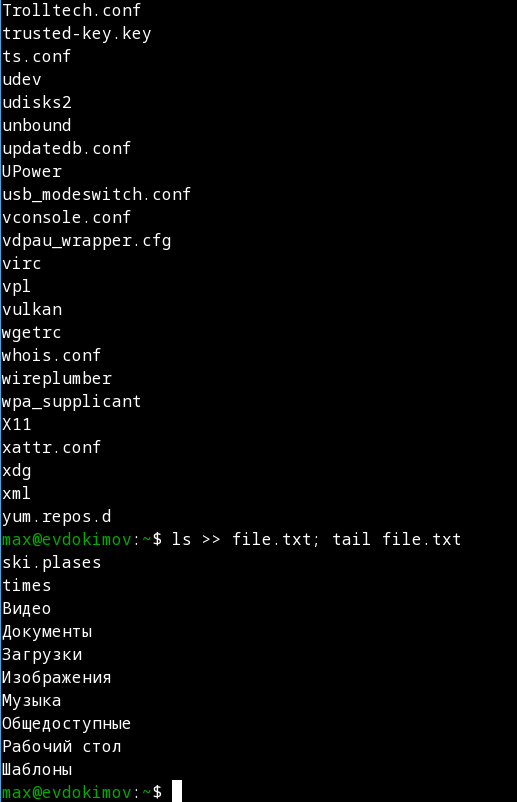 Trolltech.conf
trusted-key.key
ts.conf
udev
udisks2
unbound
updatedb.conf
UPower
usb_modeswitch.conf
vconsole.conf
vdpau_wrapper.cfg
virc
vpl
vulkan
wgetrc
whois.conf
wireplumber
wpa_supplicant
X11
xattr.conf
xdg
xml
yum.repos.d
max@evdokimov:~$ ls >> file.txt; tail file.txt
ski.plases
times
Видео
Документы
Загрузки
Изображения
Музыка
Общедоступные
Рабочий стол
Шаблоны
max@evdokimov:~$